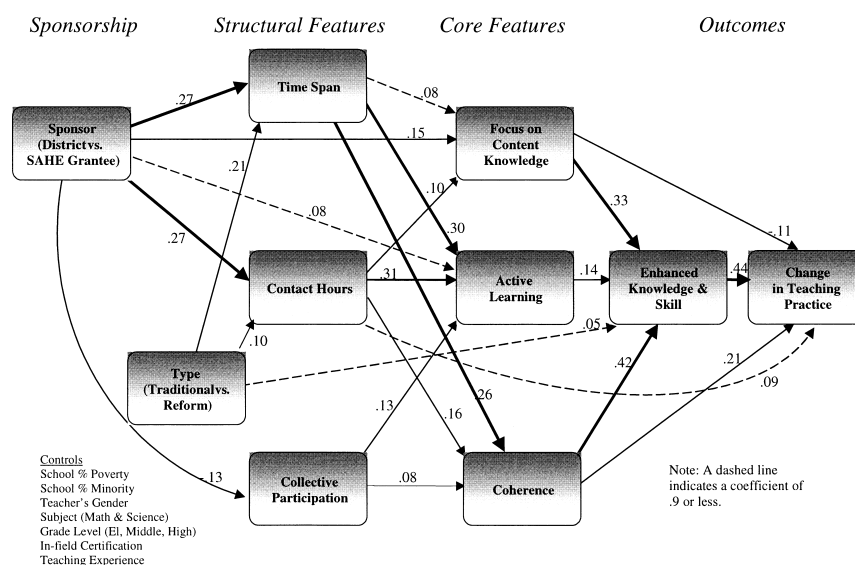 Sponsorship
Structural Features
Core Features
Outcomes
Time Span
Sponsor
(Districtvs.
SAHE Grantee)
Focus on
Content
Knowledge
.27
.08
.15
.21
.10
.33
-.11
.08
.30
.27
Contact Hours
.31
Active
Learning
.14
Enhanced
Knowledge &
Skill
.44
Change
in Teaching
Practice
.10
.05
Type
(Traditionalvs.
Reform)
.42
.21
.09
.26
.13
.16
-.13
Collective
Participation
.08
Coherence
Controls
School % Poverty
School % Minority
Teacher's Gender
Subject (Math & Science)
Grade Level (El, Middle, High)
In-field Certification
Teaching Experience
Note: A dashed line
indicates a coefficient of
.9 or less.